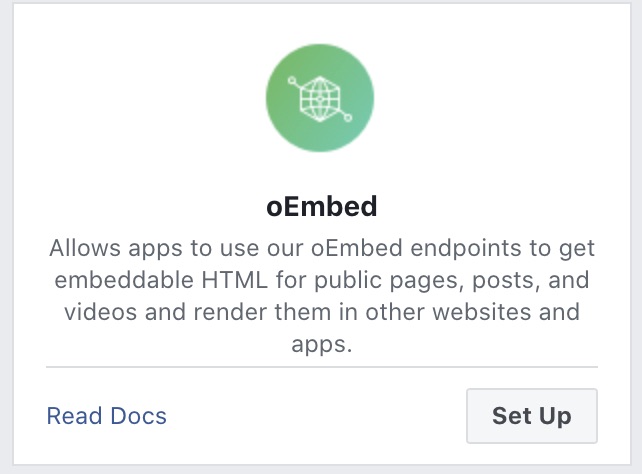 oEmbed
Allows apps to use our oEmbed endpoints to get
embeddable HTML for public pages, posts, and
videos and render them in other websites and
apps.
Read Docs
Set Up